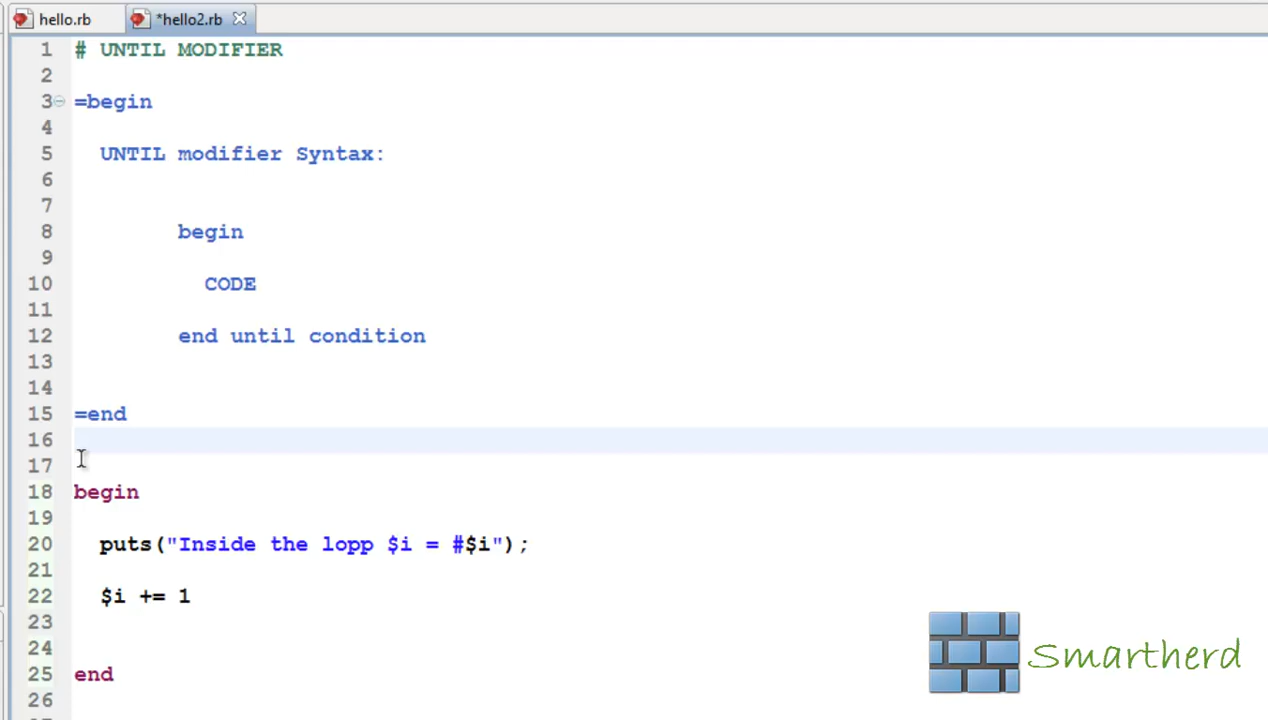 hello.rb *hello2.rb
1 # UNTIL MODIFIER
2
3 =begin
4
5 UNTIL modifier Syntax:
6
7
8 begin
9
10 CODE
11
12 end until condition
13
14
15 =end
16
17
18 begin
19
20 puts("Inside the lopp $i = #$i");
21
22 $i += 1
23
24
25 end
26
Smartherd